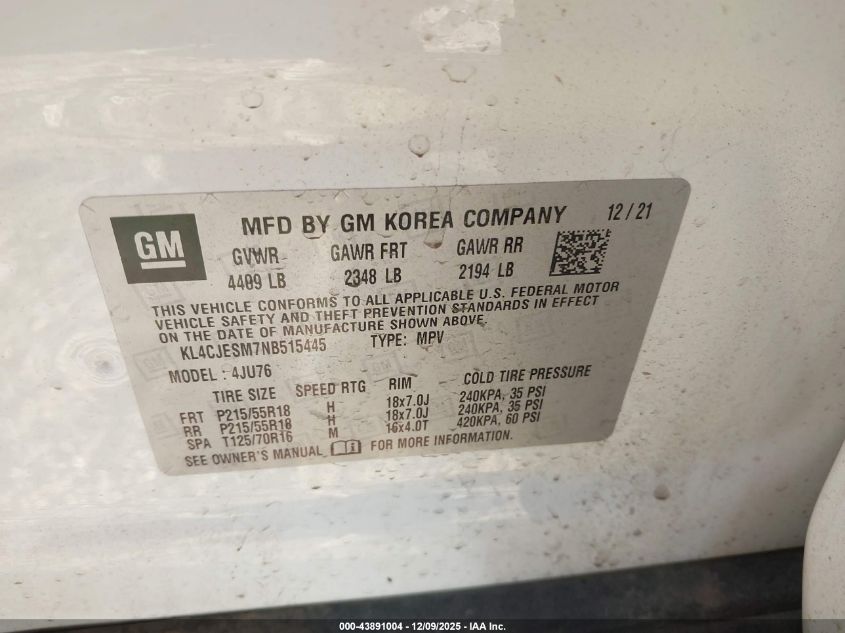 GM
MFD BY GM KOREA COMPANY 12 / 21
GVWR GAWR FRT GAWR RR
4409 LB 2348 LB 2194 LB
THIS VEHICLE CONFORMS TO ALL APPLICABLE U.S. FEDERAL MOTOR
VEHICLE SAFETY AND THEFT PREVENTION STANDARDS IN EFFECT
ON THE DATE OF MANUFACTURE SHOWN ABOVE.
KL4CJESM7NB515445 TYPE: MPV
MODEL : 4JU76
TIRE SIZE SPEED RTG RIM COLD TIRE PRESSURE
FRT P215/55R18 H 18x7.0J 240KPA, 35 PSI
RR P215/55R18 H 18x7.0J 240KPA, 35 PSI
SPA T125/70R16 M 16x4.0T 420KPA, 60 PSI
SEE OWNER'S MANUAL i FOR MORE INFORMATION.
000-43891004 - 12/09/2025 - IAA Inc.